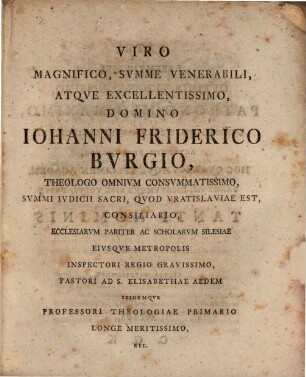 VIRO
MAGNIFICO, SVMME VENERABILI,
ATQVE EXCELLENTISSIMO,
DOMINO
IOHANNI FRIDERICO
BVRGIO,
THEOLOGO OMNIVM CONSVMMATISSIMO,
SVMMI IVDICII SACRI, QVOD VRATISLAVIAE EST,
CONSILIARIO,
ECCLESIARVM PARITER AC SCHOLARVM SILESIAE
EIVSQVE METROPOLIS
INSPECTORI REGIO GRAVISSIMO,
PASTORI AD S. ELISABETHAE AEDEM
IBIDEMQVE
PROFESSORI THEOLOGIAE PRIMARIO
LONGE MERITISSIMO,
ETC.